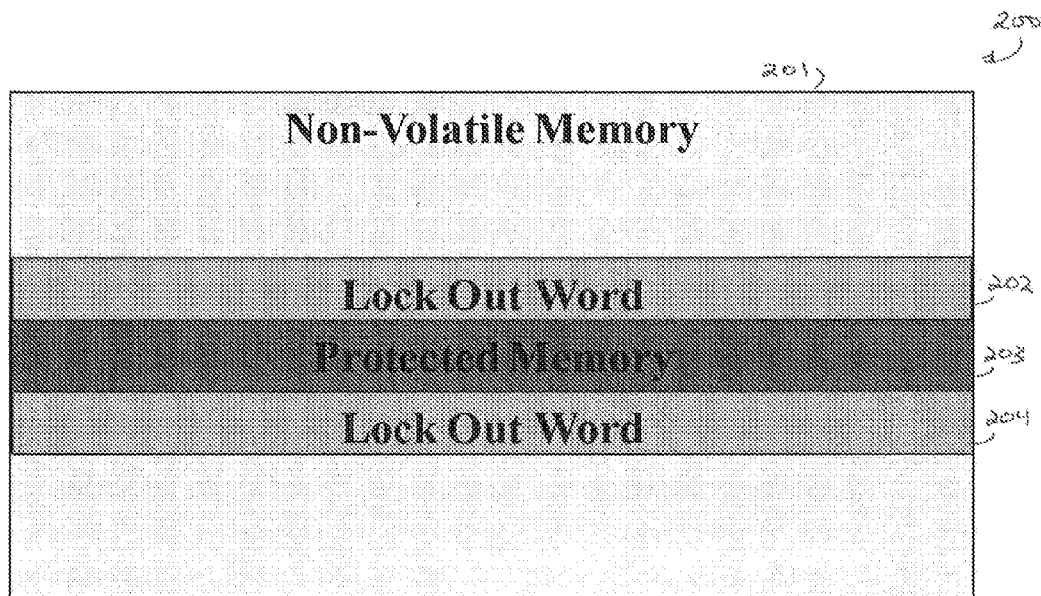 200
201
Non-Volatile Memory
Lock Out Word
202
Protected Memory
203
Lock Out Word
204